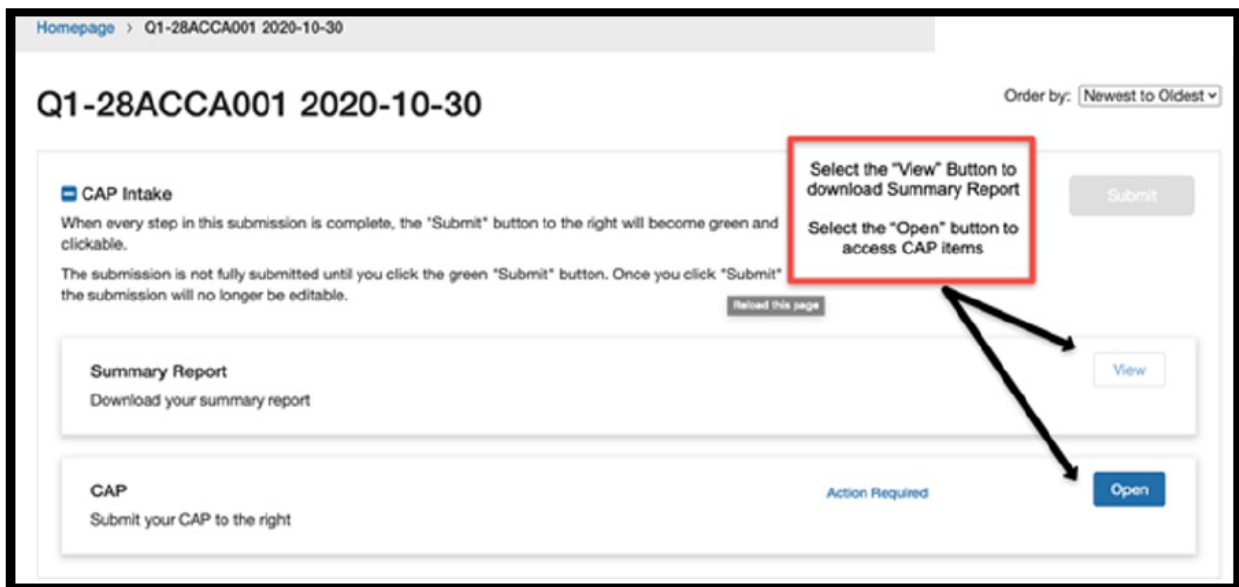 Homepage > Q1-28ACCA001 2020-10-30
Q1-28ACCA001 2020-10-30
Order by: Newest to Oldest
CAP Intake
When every step in this submission is complete, the "Submit" button to the right will become green and
clickable.
The submission is not fully submitted until you click the green "Submit" button. Once you click "Submit"
the submission will no longer be editable.
Select the "View" Button to
download Summary Report
Select the "Open" button to
access CAP items
Submit
Reload this page
Summary Report
Download your summary report
View
CAP
Submit your CAP to the right
Action Required
Open